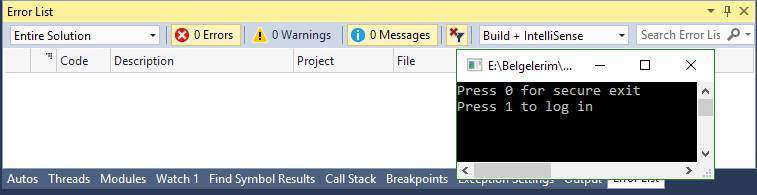 Error List
Entire Solution
0 Errors
0 Warnings
0 Messages
Build + IntelliSense
Search Error Lis
Code
Description
Project
File
E:\Belgelerim\...
Press 0 for secure exit
Press 1 to log in
Autos Threads Modules Watch 1 Find Symbol Results Call Stack Breakpoints Exception Settings Output Error List